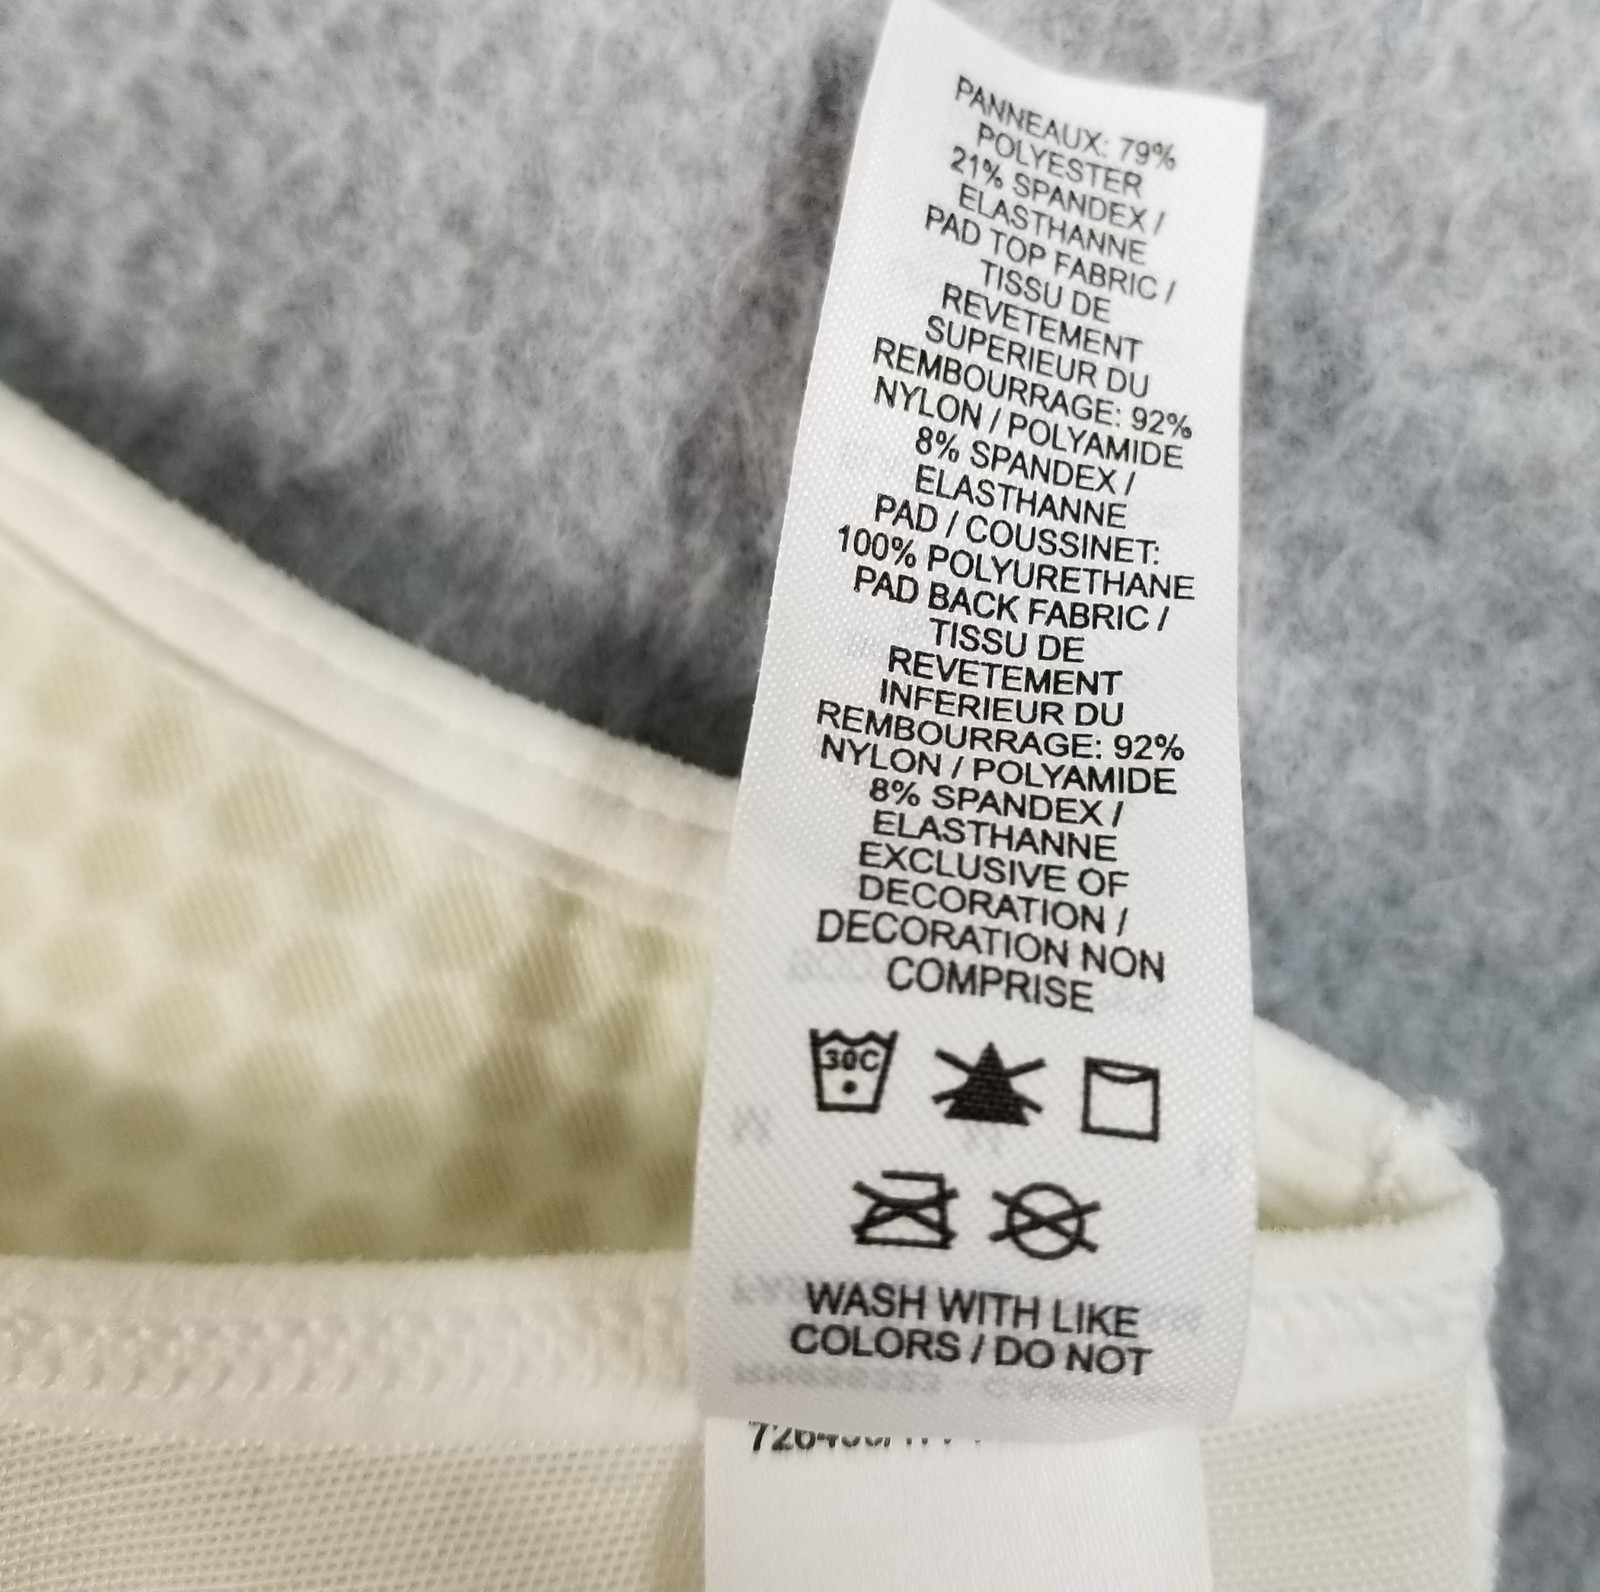 PANNEAUX: 79%
POLYESTER
21% SPANDEX /
ELASTHANNE
PAD TOP FABRIC /
TISSU DE
REVETEMENT
SUPERIEUR DU
REMBOURRAGE: 92%
NYLON / POLYAMIDE
8% SPANDEX /
ELASTHANNE
PAD / COUSSINET:
100% POLYURETHANE
PAD BACK FABRIC /
TISSU DE
REVETEMENT
INFERIEUR DU
REMBOURRAGE: 92%
NYLON / POLYAMIDE
8% SPANDEX /
ELASTHANNE
EXCLUSIVE OF
DECORATION /
DECORATION NON
COMPRISE
30C
WASH WITH LIKE
COLORS / DO NOT